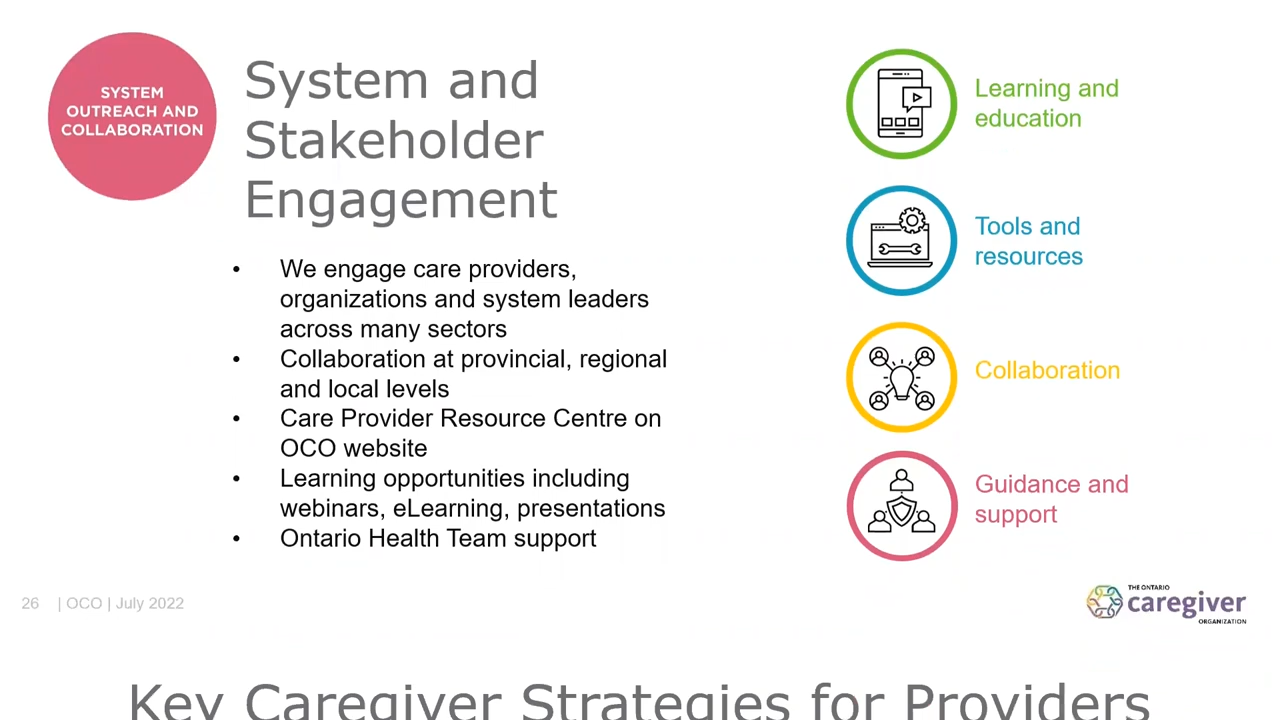 SYSTEM
OUTREACH AND
COLLABORATION
System and
Stakeholder
Engagement
• We engage care providers,
organizations and system leaders
across many sectors
• Collaboration at provincial, regional
and local levels
• Care Provider Resource Centre on
OCO website
• Learning opportunities including
webinars, eLearning, presentations
• Ontario Health Team support
Learning and
education
Tools and
resources
Collaboration
Guidance and
support
26 | OCO | July 2022
THE ONTARIO
caregiver
ORGANIZATION
Key Caregiver Strategies for Providers